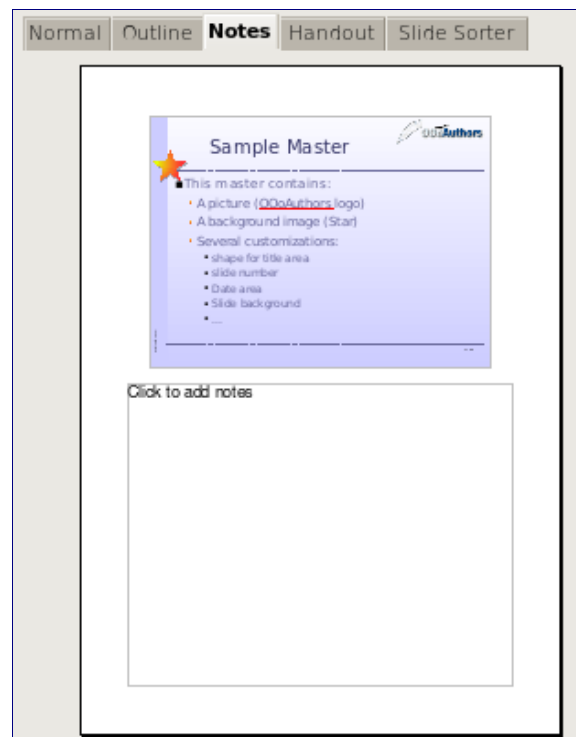 Normal Outline Notes Handout Slide Sorter
OOoAuthors
Sample Master
This master contains:
A picture (OOoAuthors logo)
A background image (Star)
Several customizations:
shape for title area
slide number
Date area
Slide background
...
Click to add notes